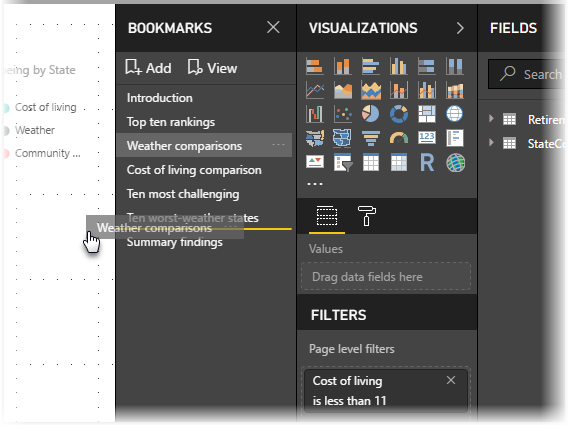 eing by State
Cost of living
Weather
Community ...
BOOKMARKS
Add
View
Introduction
Top ten rankings
Weather comparisons
Cost of living comparison
Ten most challenging
Ten worst-weather states
Weather comparisons
Summary findings
VISUALIZATIONS
123
R
Values
Drag data fields here
FILTERS
Page level filters
Cost of living
is less than 11
FIELDS
Search
Retirem
StateCo